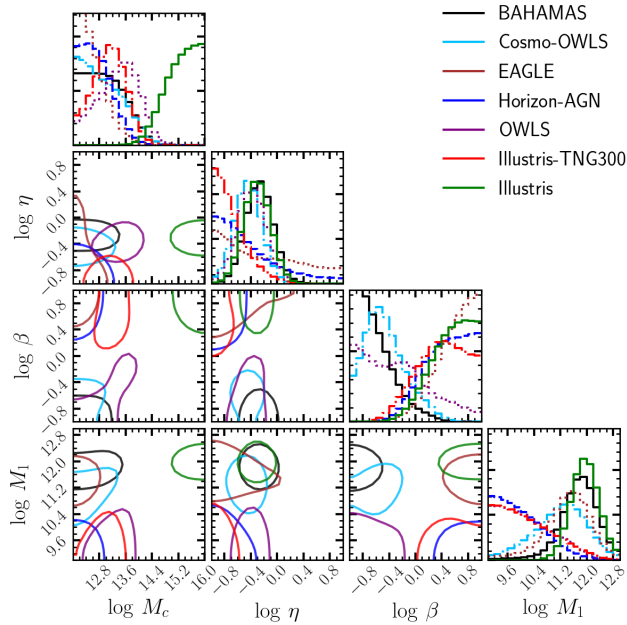 BAHAMAS
Cosmo-OWLS
EAGLE
Horizon-AGN
OWLS
Illustris-TNG300
Illustris
log η
0.8
0.4
0.0
−0.4
−0.8
log β
0.8
0.4
0.0
−0.4
−0.8
log M₁
12.8
12.0
11.2
10.4
9.6
12.8 13.6 14.4 15.2 16.0
log M_c
−0.8 −0.4 0.0 0.4 0.8
log η
−0.8 −0.4 0.0 0.4 0.8
log β
9.6 10.4 11.2 12.0 12.8
log M₁